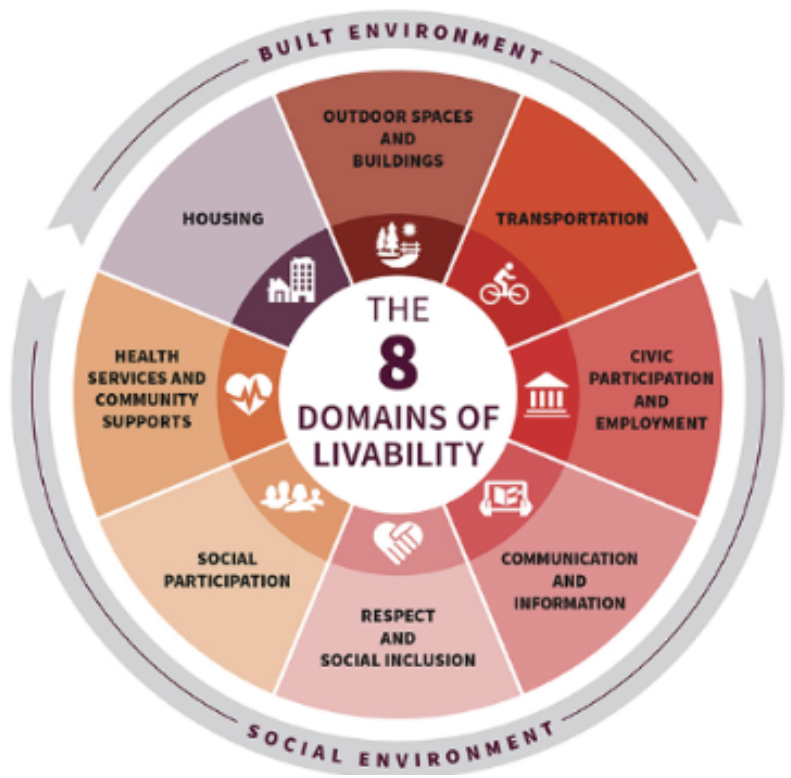 BUILT ENVIRONMENT
OUTDOOR SPACES
AND
BUILDINGS
HOUSING
TRANSPORTATION
THE
8
DOMAINS OF
LIVABILITY
HEALTH
SERVICES AND
COMMUNITY
SUPPORTS
CIVIC
PARTICIPATION
AND
EMPLOYMENT
SOCIAL
PARTICIPATION
COMMUNICATION
AND
INFORMATION
RESPECT
AND
SOCIAL INCLUSION
SOCIAL ENVIRONMENT